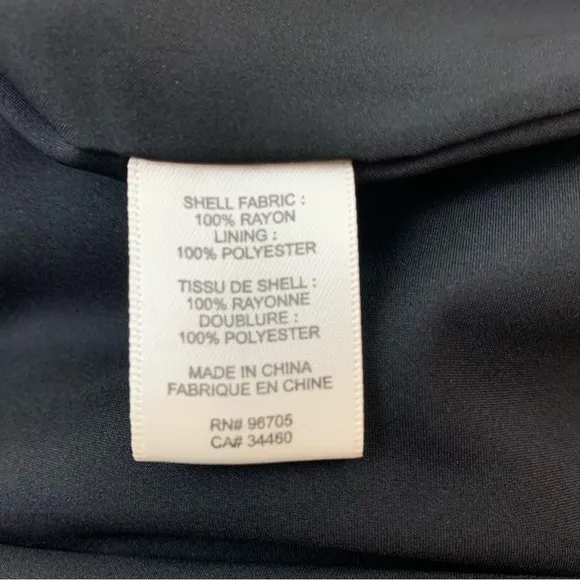 SHELL FABRIC :
100% RAYON
LINING :
100% POLYESTER
TISSU DE SHELL :
100% RAYONNE
DOUBLURE :
100% POLYESTER
MADE IN CHINA
FABRIQUE EN CHINE
RN# 96705
CA# 34460